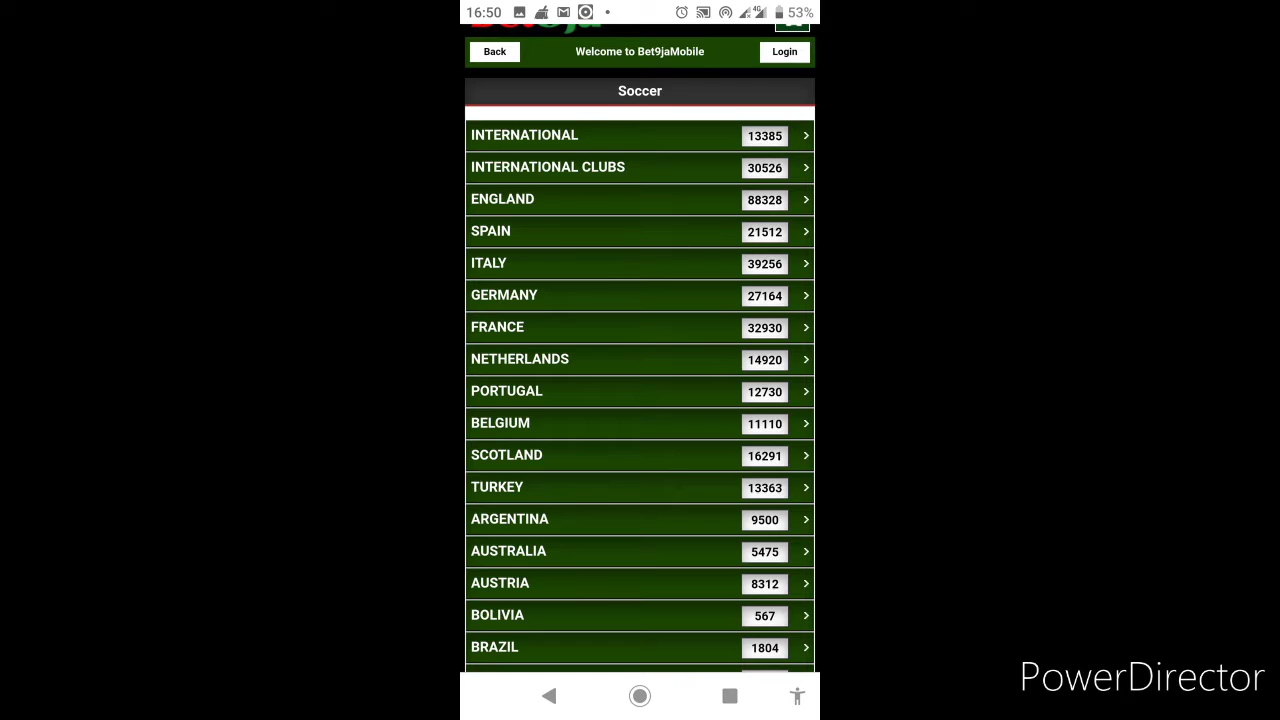 16:50
4G
53%
Back
Welcome to Bet9jaMobile
Login
Soccer
INTERNATIONAL 13385
INTERNATIONAL CLUBS 30526
ENGLAND 88328
SPAIN 21512
ITALY 39256
GERMANY 27164
FRANCE 32930
NETHERLANDS 14920
PORTUGAL 12730
BELGIUM 11110
SCOTLAND 16291
TURKEY 13363
ARGENTINA 9500
AUSTRALIA 5475
AUSTRIA 8312
BOLIVIA 567
BRAZIL 1804
PowerDirector